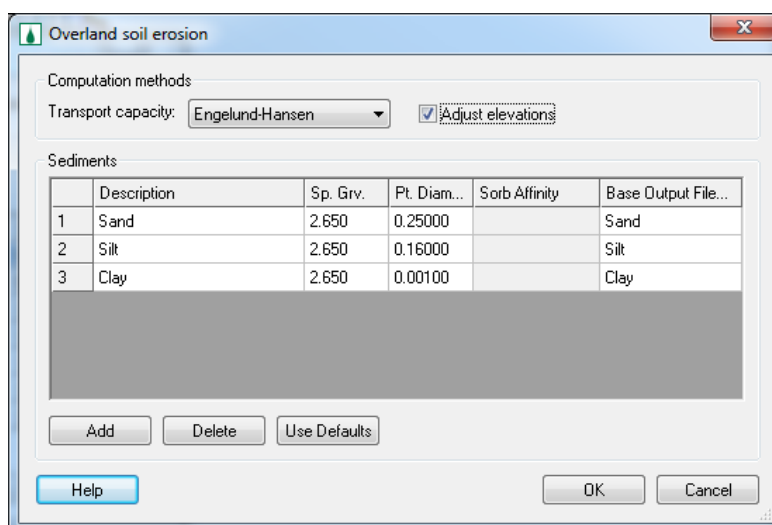 Overland soil erosion
x
Computation methods
Transport capacity: Engelund-Hansen Adjust elevations
Sediments
Description Sp. Grv. Pt. Diam... Sorb Affinity Base Output File...
1 Sand 2.650 0.25000 Sand
2 Silt 2.650 0.16000 Silt
3 Clay 2.650 0.00100 Clay
Add Delete Use Defaults
Help OK Cancel